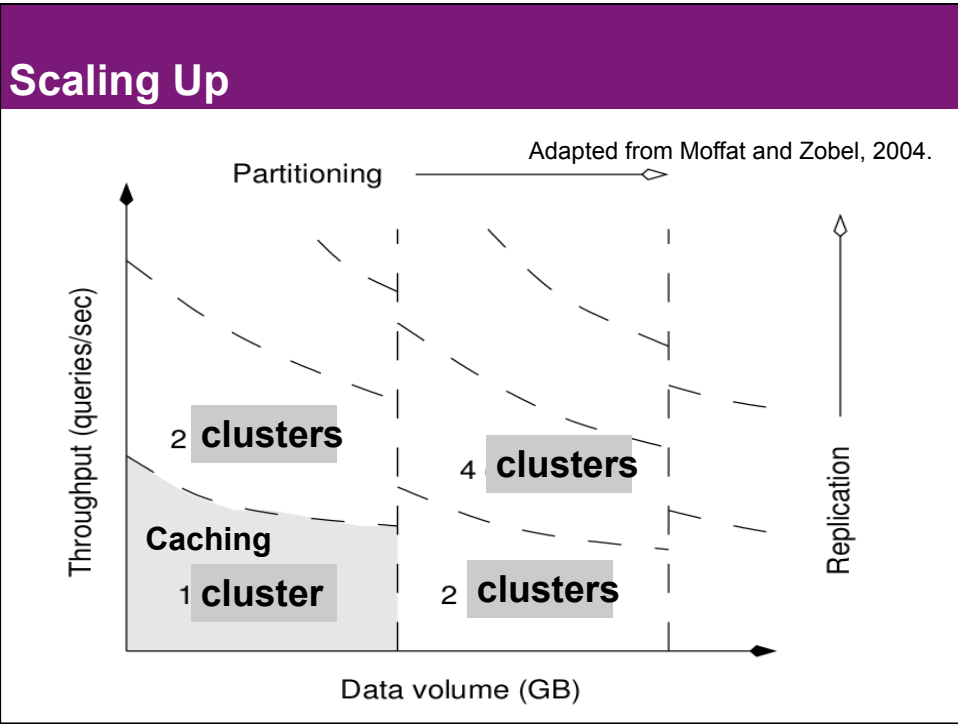 Scaling Up
Adapted from Moffat and Zobel, 2004.
Partitioning
Throughput (queries/sec)
2 clusters
4 clusters
Caching
1 cluster
2 clusters
Replication
Data volume (GB)